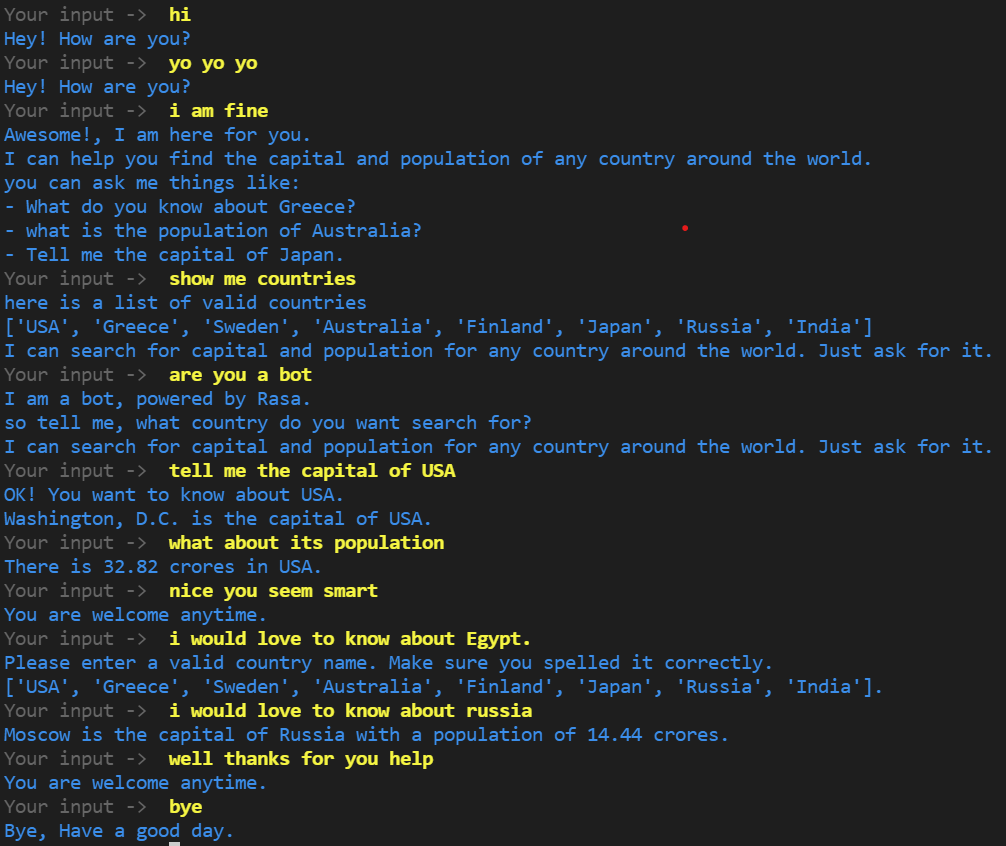 Your input ->  hi
Hey! How are you?
Your input ->  yo yo yo
Hey! How are you?
Your input ->  i am fine
Awesome!, I am here for you.
I can help you find the capital and population of any country around the world.
you can ask me things like:
- What do you know about Greece?
- what is the population of Australia?
- Tell me the capital of Japan.
Your input ->  show me countries
here is a list of valid countries
['USA', 'Greece', 'Sweden', 'Australia', 'Finland', 'Japan', 'Russia', 'India']
I can search for capital and population for any country around the world. Just ask for it.
Your input ->  are you a bot
I am a bot, powered by Rasa.
so tell me, what country do you want search for?
I can search for capital and population for any country around the world. Just ask for it.
Your input ->  tell me the capital of USA
OK! You want to know about USA.
Washington, D.C. is the capital of USA.
Your input ->  what about its population
There is 32.82 crores in USA.
Your input ->  nice you seem smart
You are welcome anytime.
Your input ->  i would love to know about Egypt.
Please enter a valid country name. Make sure you spelled it correctly.
['USA', 'Greece', 'Sweden', 'Australia', 'Finland', 'Japan', 'Russia', 'India'].
Your input ->  i would love to know about russia
Moscow is the capital of Russia with a population of 14.44 crores.
Your input ->  well thanks for you help
You are welcome anytime.
Your input ->  bye
Bye, Have a good day.